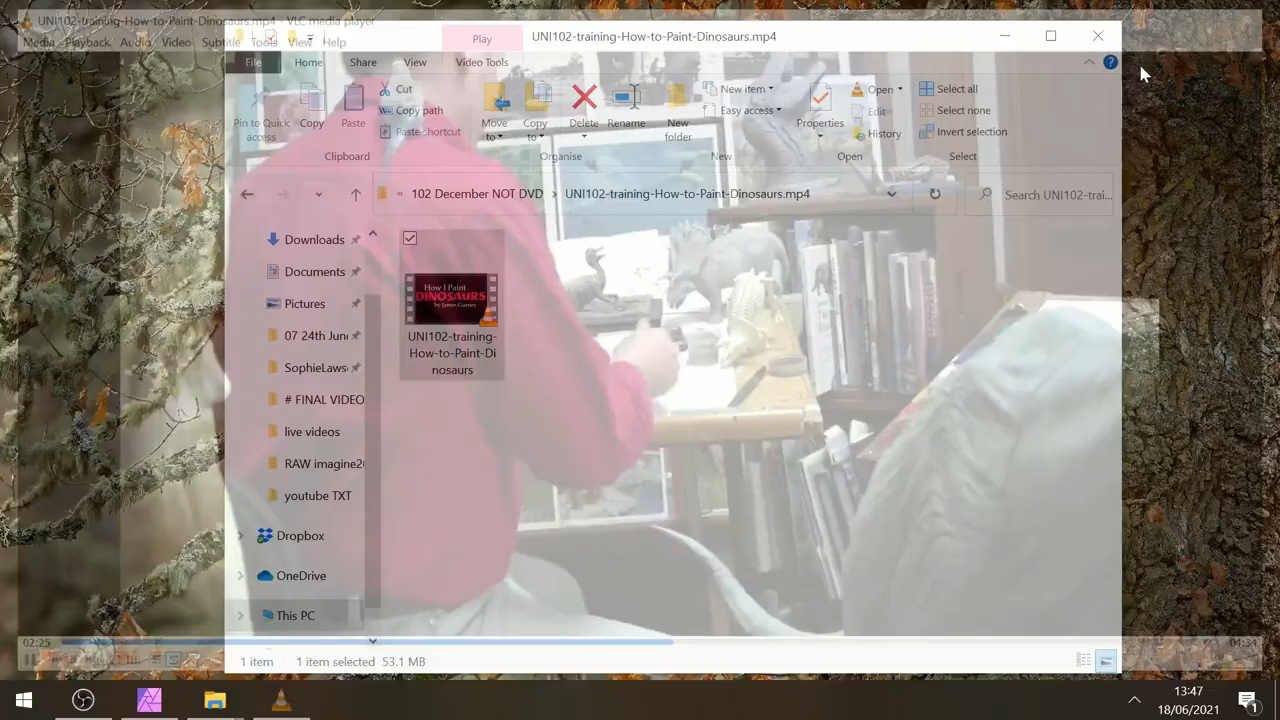 UNI102-training-How-to-Paint-Dinosaurs.mp4 - VLC media player
Media Playback Audio Video Subtitle Tools View Help
Play
UNI102-training-How-to-Paint-Dinosaurs.mp4
File Home Share View Video Tools
Pin to Quick access
Copy
Paste
Cut
Copy path
Paste shortcut
Clipboard
Move to
Copy to
Delete
Rename
Organise
New folder
New item
Easy access
New
Properties
Open
Edit
History
Open
Select all
Select none
Invert selection
Select
« 102 December NOT DVD > UNI102-training-How-to-Paint-Dinosaurs.mp4
Search UNI102-trai...
Downloads
Documents
Pictures
07 24th June
SophieLaws
# FINAL VIDEO
live videos
RAW imagine2
youtube TXT
Dropbox
OneDrive
This PC
How I Paint
DINOSAURS
by James Gurney
UNI102-training-
How-to-Paint-Di
nosaurs
02:25
04:34
1 item 1 item selected 53.1 MB
13:47
18/06/2021
1